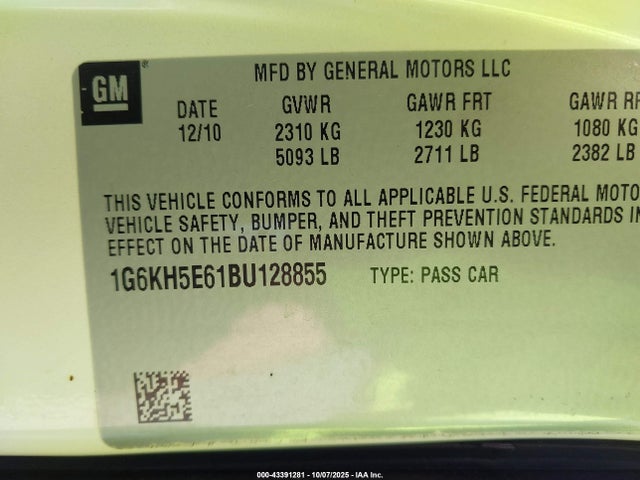 GM®
MFD BY GENERAL MOTORS LLC
DATE GVWR GAWR FRT GAWR RR
12/10 2310 KG 1230 KG 1080 KG
5093 LB 2711 LB 2382 LB
THIS VEHICLE CONFORMS TO ALL APPLICABLE U.S. FEDERAL MOTO
VEHICLE SAFETY, BUMPER, AND THEFT PREVENTION STANDARDS IN
EFFECT ON THE DATE OF MANUFACTURE SHOWN ABOVE.
1G6KH5E61BU128855 TYPE: PASS CAR
000-43391281 - 10/07/2025 - IAA Inc.